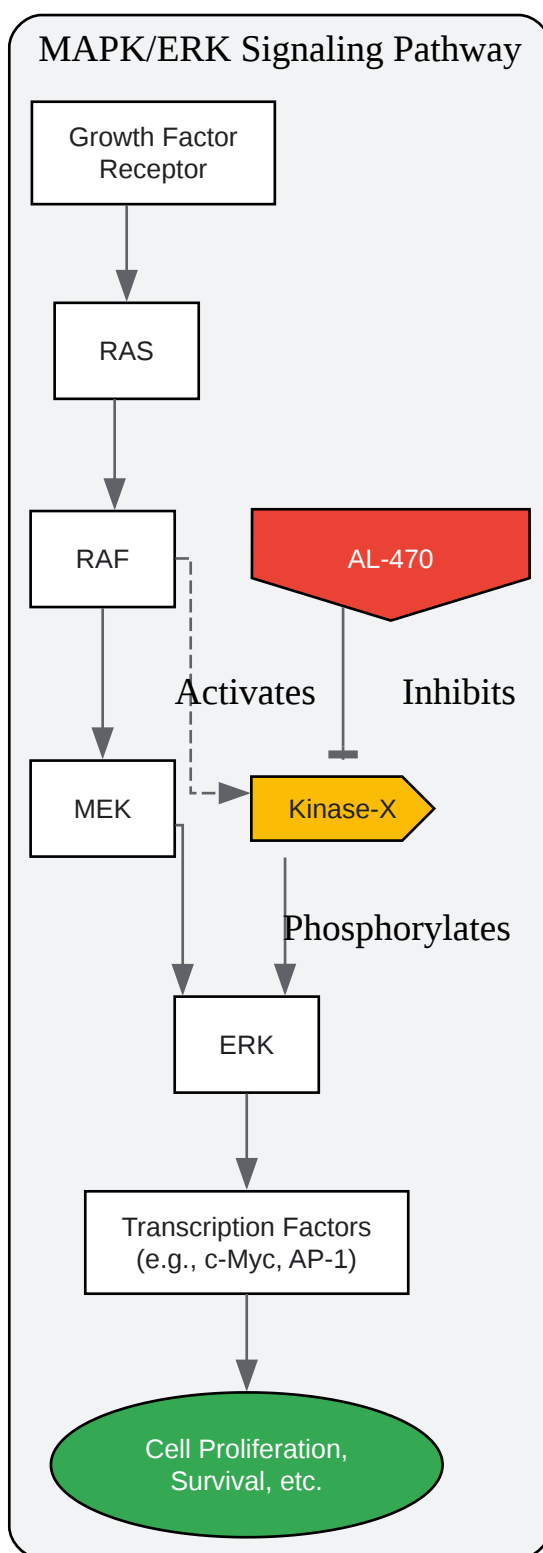 MAPK/ERK Signaling Pathway
Growth Factor
Receptor
RAS
RAF
AL-470
Activates
Inhibits
MEK
Kinase-X
Phosphorylates
ERK
Transcription Factors
(e.g., c-Myc, AP-1)
Cell Proliferation,
Survival, etc.